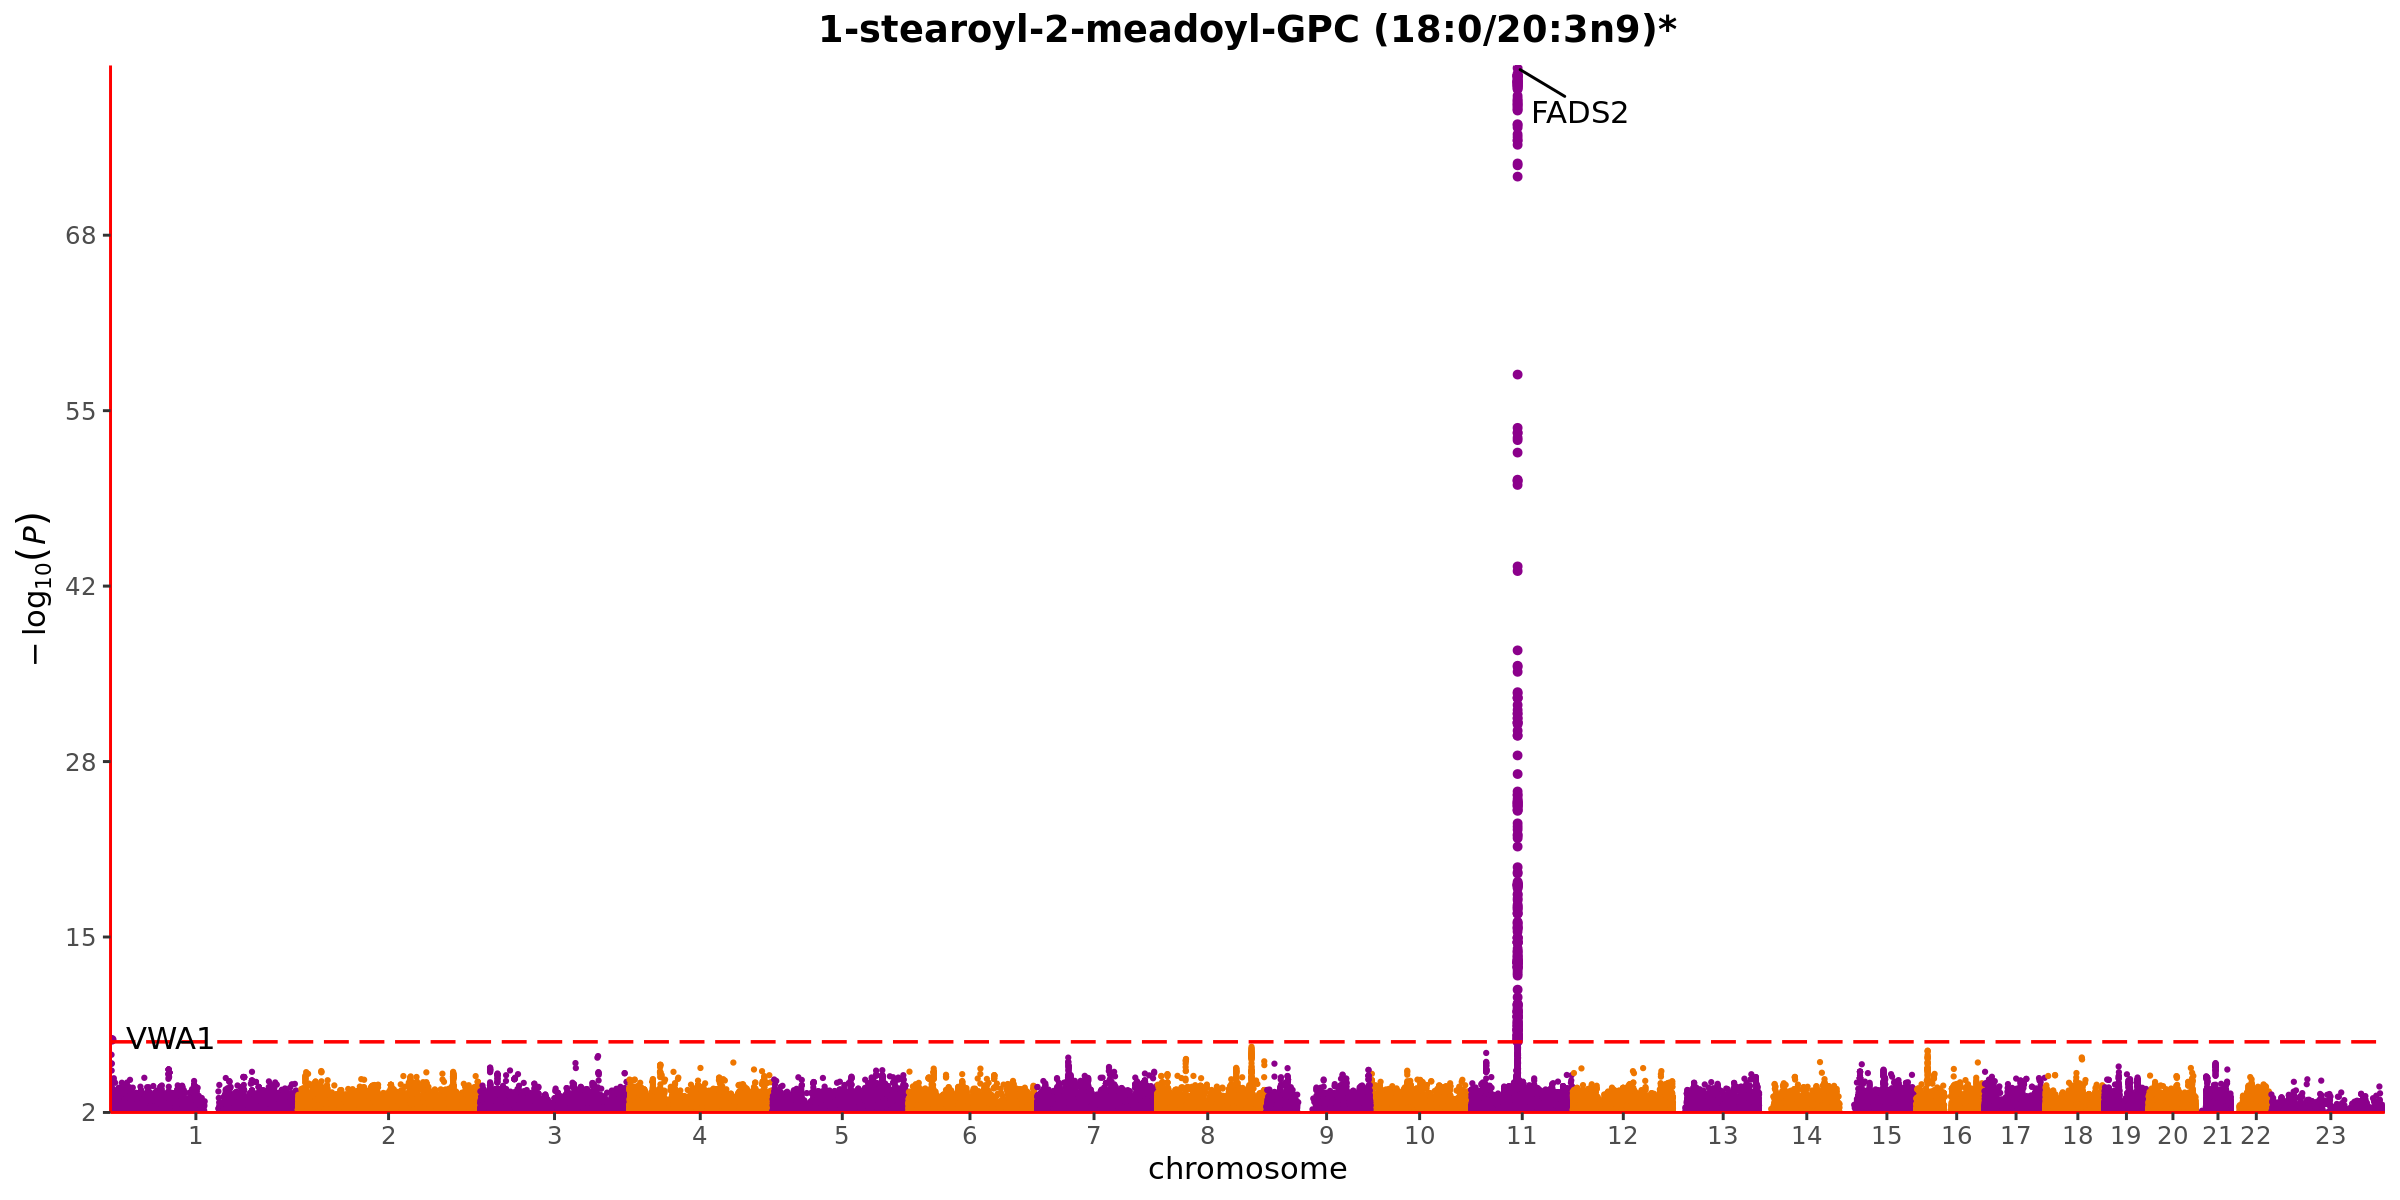 1-stearoyl-2-meadoyl-GPC (18:0/20:3n9)*
FADS2
68
55
42
28
15
2
− log10(P)
VWA1
1 2 3 4 5 6 7 8 9 10 11 12 13 14 15 16 17 18 19 20 21 22 23
chromosome